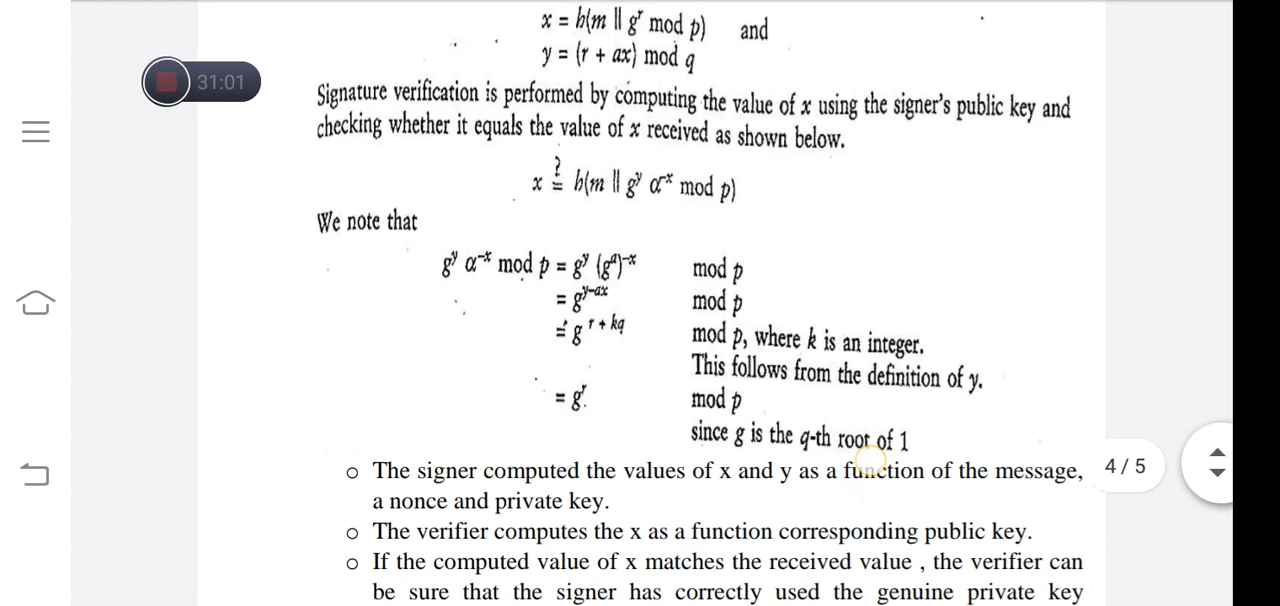 x = h(m || g^r mod p) and
y = (r + ax) mod q
31:01
Signature verification is performed by computing the value of x using the signer's public key and
checking whether it equals the value of x received as shown below.
x ≟ h(m || g^y α^-x mod p)
We note that
g^y α^-x mod p = g^y (g^a)^-x mod p
= g^y-ax mod p
= g^r + kq mod p, where k is an integer.
This follows from the definition of y.
= g^r. mod p
since g is the q-th root of 1
o The signer computed the values of x and y as a function of the message,
a nonce and private key.
4 / 5
o The verifier computes the x as a function corresponding public key.
o If the computed value of x matches the received value , the verifier can
be sure that the signer has correctly used the genuine private key